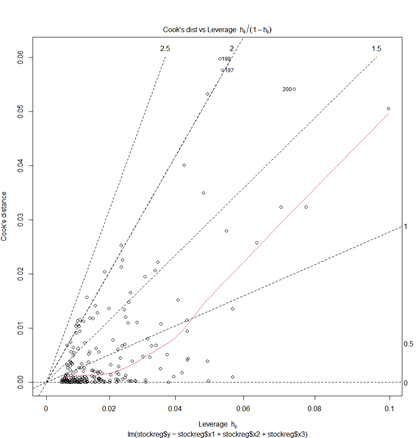 Cook's dist vs Leverage hᵢᵢ/(1 − hᵢᵢ)
2.5 2 1.5
0.06 198
197
200
0.05
0.04
Cook's distance
0.03
1
0.02
0.01
0.5
0.00 0
0 0.02 0.04 0.06 0.08 0.1
Leverage hᵢᵢ
lm(stockreg$y ~ stockreg$x1 + stockreg$x2 + stockreg$x3)